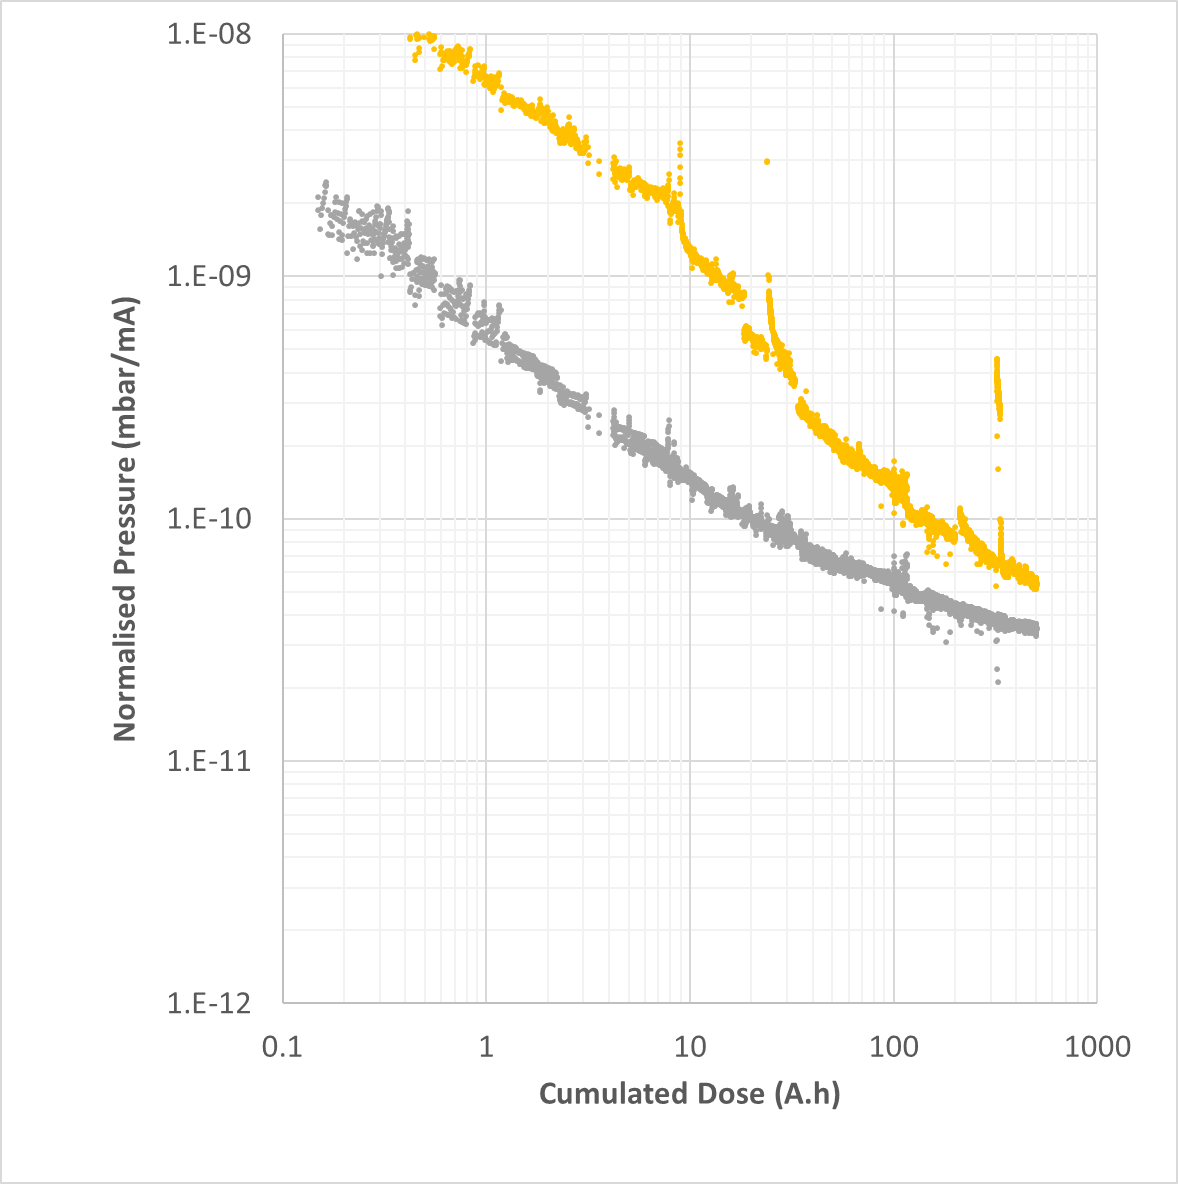 1.E-08
1.E-09
1.E-10
1.E-11
1.E-12
Normalised Pressure (mbar/mA)
0.1 1 10 100 1000
Cumulated Dose (A.h)